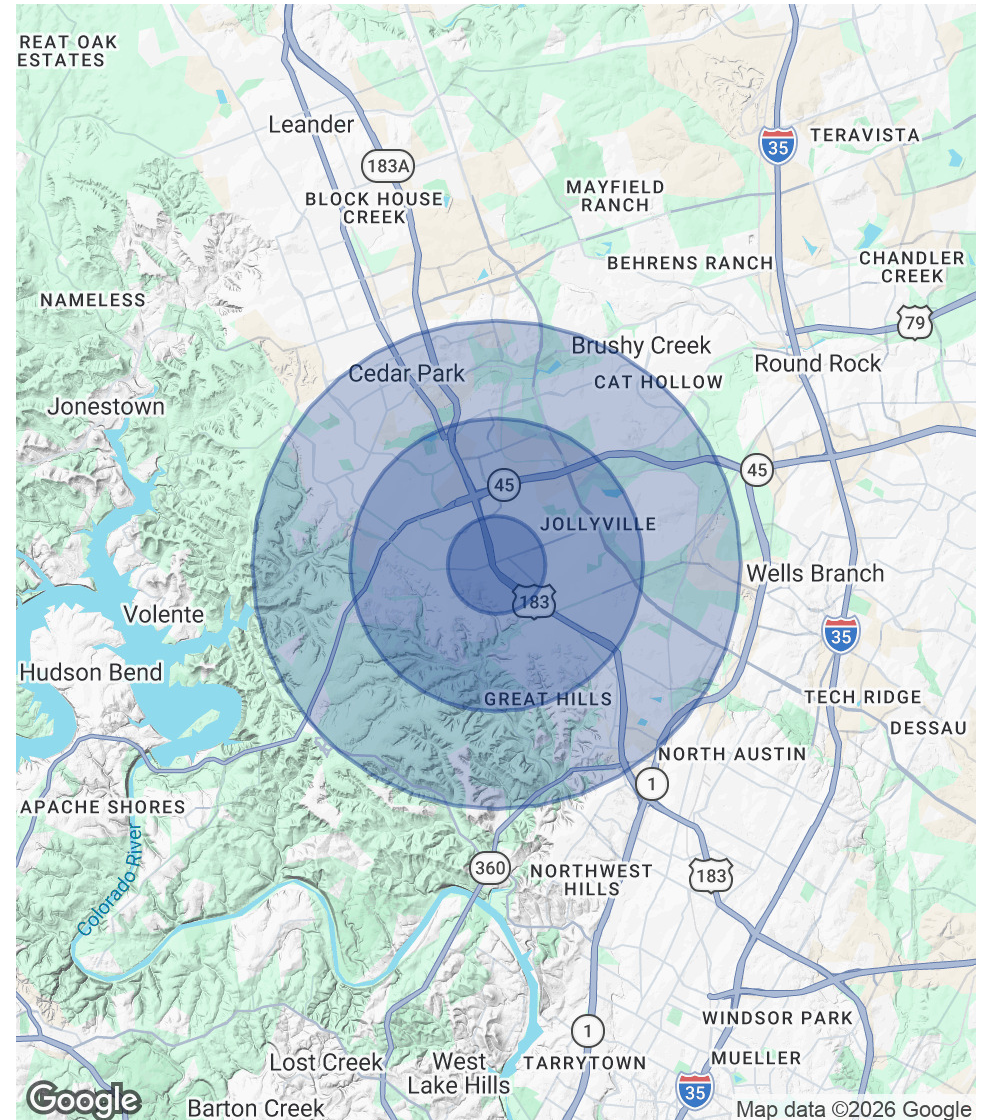 REAT OAK
ESTATES
Leander
35
TERAVISTA
183A
BLOCK HOUSE
CREEK
MAYFIELD
RANCH
BEHRENS RANCH
CHANDLER
CREEK
NAMELESS
79
Brushy Creek
Round Rock
Cedar Park
CAT HOLLOW
Jonestown
45
45
JOLLYVILLE
Wells Branch
183
Volente
35
Hudson Bend
GREAT HILLS
TECH RIDGE
DESSAU
NORTH AUSTIN
1
APACHE SHORES
Colorado River
360
NORTHWEST
HILLS
183
WINDSOR PARK
1
Lost Creek
West
Lake Hills
TARRYTOWN
MUELLER
35
Google
Barton Creek
Map data ©2026 Google